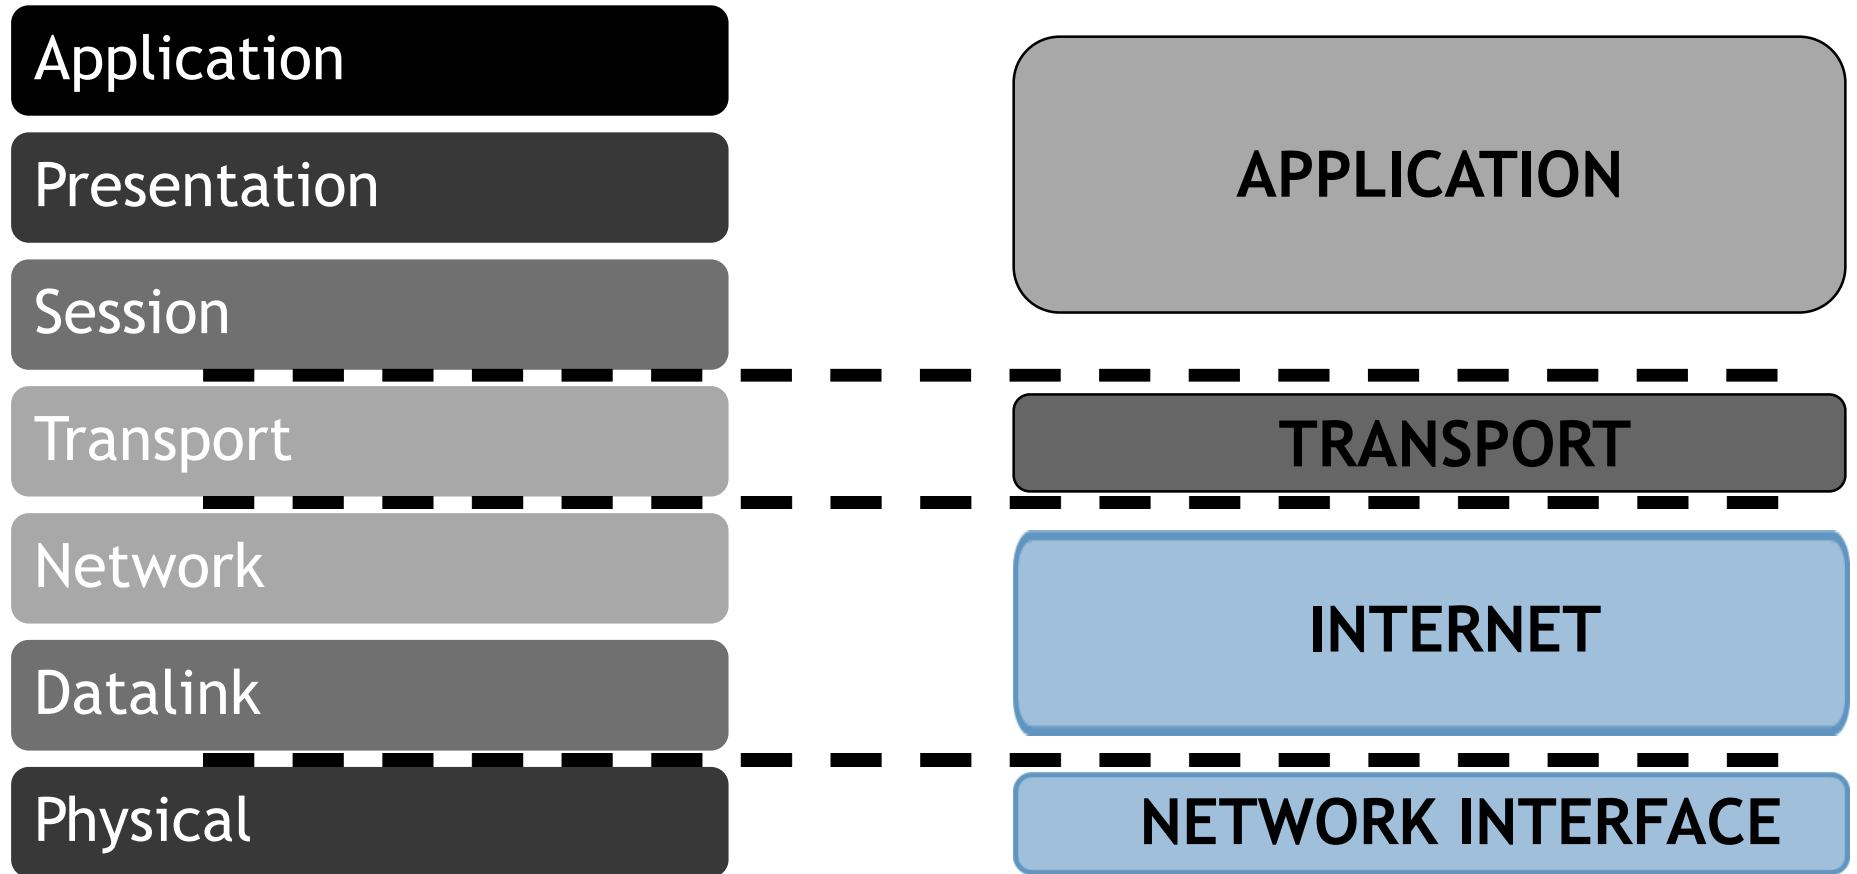 Application
Presentation
Session
Transport
Network
Datalink
Physical
APPLICATION
TRANSPORT
INTERNET
NETWORK INTERFACE